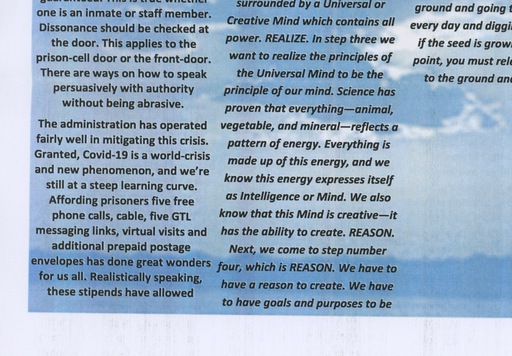 one is an inmate or staff member.
Dissonance should be checked at
the door. This applies to the
prison-cell door or the front-door.
There are ways on how to speak
persuasively with authority
without being abrasive.
The administration has operated
fairly well in mitigating this crisis.
Granted, Covid-19 is a world-crisis
and new phenomenon, and we're
still at a steep learning curve.
Affording prisoners five free
phone calls, cable, five GTL
messaging links, virtual visits and
additional prepaid postage
envelopes has done great wonders
for us all. Realistically speaking,
these stipends have allowed
surrounded by a Universal or
Creative Mind which contains all
power. REALIZE. In step three we
want to realize the principles of
the Universal Mind to be the
principle of our mind. Science has
proven that everything—animal,
vegetable, and mineral—reflects a
pattern of energy. Everything is
made up of this energy, and we
know this energy expresses itself
as Intelligence or Mind. We also
know that this Mind is creative—it
has the ability to create. REASON.
Next, we come to step number
four, which is REASON. We have to
have a reason to create. We have
to have goals and purposes to be
ground and going t
every day and diggi
if the seed is grow
point, you must rele
to the ground an